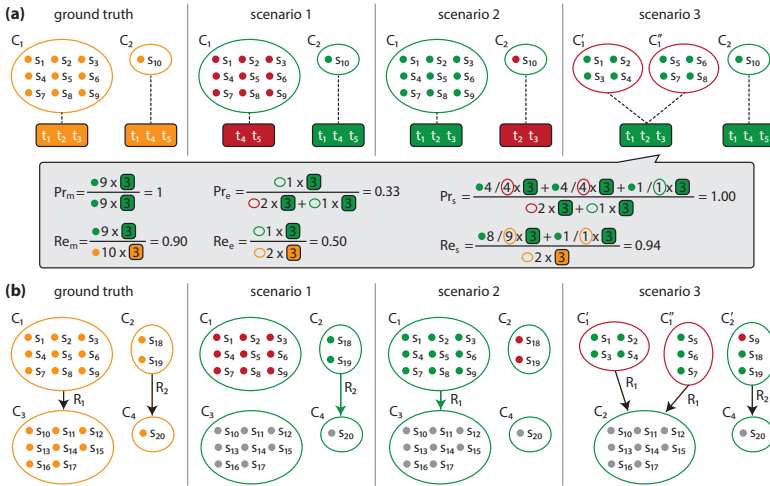 (a) ground truth scenario 1 scenario 2 scenario 3
C1 C2 C1 C2 C1 C2 C1′ C1″ C2
S1 S2 S3 S10 S1 S2 S3 S10 S1 S2 S3 S10 S1 S2 S5 S6 S10
S4 S5 S6 S4 S5 S6 S4 S5 S6 S3 S4 S7 S8
S7 S8 S9 S7 S8 S9 S7 S8 S9
t1 t2 t3 t1 t4 t5 t4 t5 t1 t4 t5 t1 t2 t3 t2 t3 t1 t2 t3 t1 t4 t5
Prm= 9 x 3 / 9 x 3 = 1 Pre= 1 x 3 / 2 x 3 + 1 x 3 = 0.33 Prs= 4 / 4 x 3 + 4 / 4 x 3 + 1 / 1 x 3 / 2 x 3 + 1 x 3 = 1.00
Rem= 9 x 3 / 10 x 3 = 0.90 Ree= 1 x 3 / 2 x 3 = 0.50 Res= 8 / 9 x 3 + 1 / 1 x 3 / 2 x 3 = 0.94
(b) ground truth scenario 1 scenario 2 scenario 3
C1 C2 C1 C2 C1 C2 C1′ C1″ C2′
S1 S2 S3 S18 S1 S2 S3 S18 S1 S2 S3 S18 S1 S2 S5 S9
S4 S5 S6 S19 S4 S5 S6 S19 S4 S5 S6 S19 S3 S4 S6 S18
S7 S8 S9 S7 S8 S9 S7 S8 S9 S7 S19
R1 R2 R2 R1 R1 R1 R2
C3 C4 C3 C4 C3 C4 C2 C4
S10 S11 S12 S20 S10 S11 S12 S20 S10 S11 S12 S20 S10 S11 S12 S20
S13 S14 S15 S13 S14 S15 S13 S14 S15 S13 S14 S15
S16 S17 S16 S17 S16 S17 S16 S17